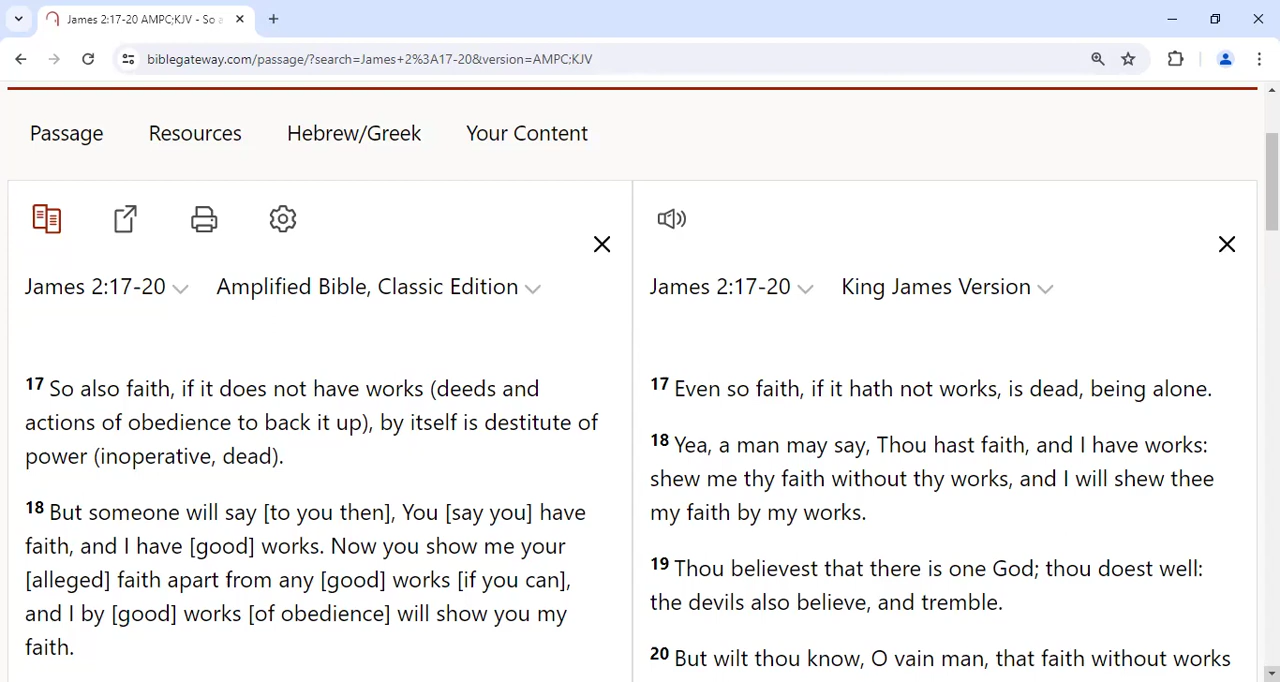 James 2:17-20 AMPC;KJV - So
biblegateway.com/passage/?search=James+2%3A17-20&version=AMPC;KJV
Passage Resources Hebrew/Greek Your Content
James 2:17-20 Amplified Bible, Classic Edition
17 So also faith, if it does not have works (deeds and
actions of obedience to back it up), by itself is destitute of
power (inoperative, dead).
18 But someone will say [to you then], You [say you] have
faith, and I have [good] works. Now you show me your
[alleged] faith apart from any [good] works [if you can],
and I by [good] works [of obedience] will show you my
faith.
James 2:17-20 King James Version
17 Even so faith, if it hath not works, is dead, being alone.
18 Yea, a man may say, Thou hast faith, and I have works:
shew me thy faith without thy works, and I will shew thee
my faith by my works.
19 Thou believest that there is one God; thou doest well:
the devils also believe, and tremble.
20 But wilt thou know, O vain man, that faith without works